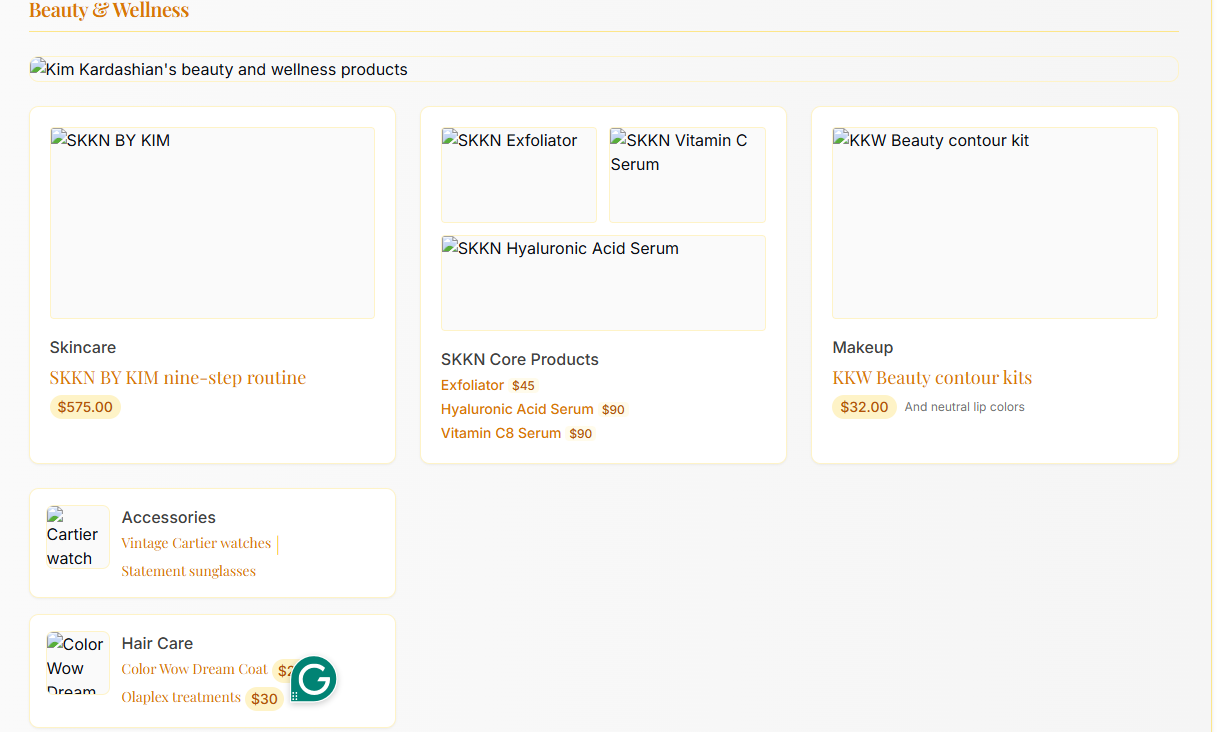 Beauty & Wellness
Kim Kardashian's beauty and wellness products
SKKN BY KIM
Skincare
SKKN BY KIM nine-step routine
$575.00
SKKN Exfoliator
SKKN Vitamin C
Serum
SKKN Hyaluronic Acid Serum
SKKN Core Products
Exfoliator $45
Hyaluronic Acid Serum $90
Vitamin C8 Serum $90
KKW Beauty contour kit
Makeup
KKW Beauty contour kits
$32.00 And neutral lip colors
Cartier
watch
Accessories
Vintage Cartier watches |
Statement sunglasses
Color
Wow
Dream
Hair Care
Color Wow Dream Coat
Olaplex treatments $30
G